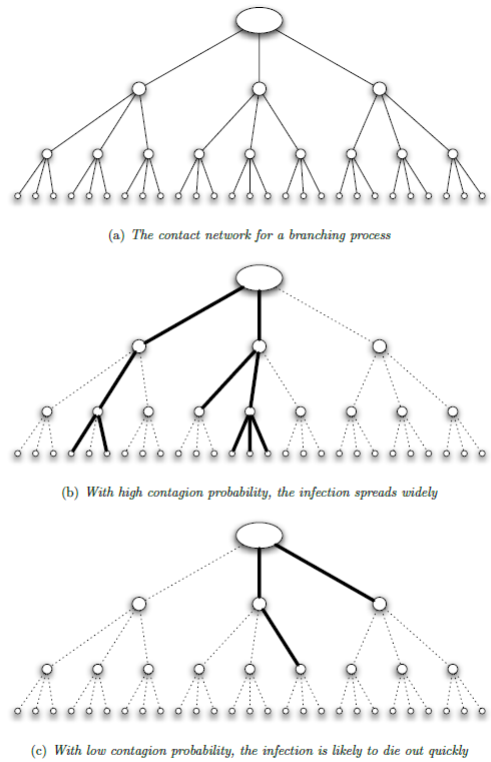 (a) The contact network for a branching process
(b) With high contagion probability, the infection spreads widely
(c) With low contagion probability, the infection is likely to die out quickly